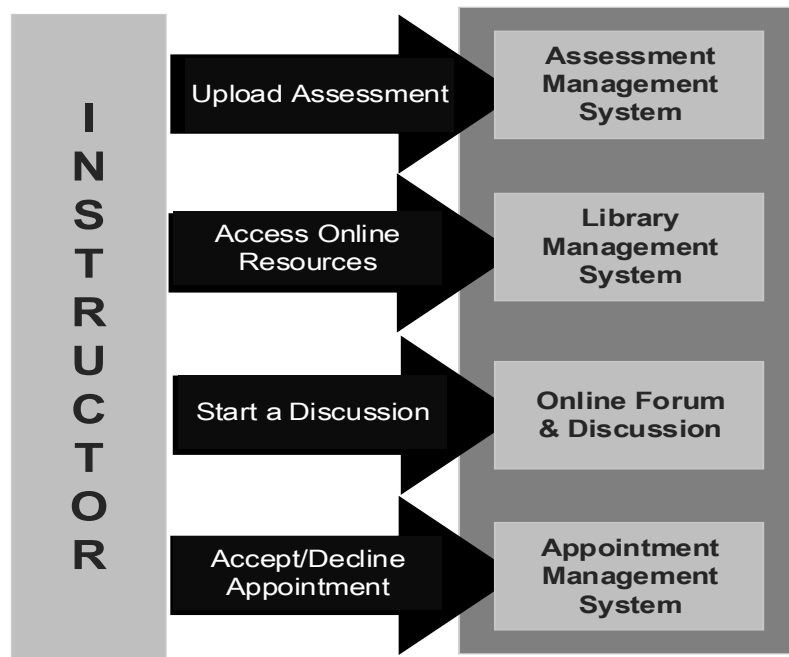 INSTRUCTOR
Upload Assessment
Assessment
Management
System
Access Online
Resources
Library
Management
System
Start a Discussion
Online Forum
& Discussion
Accept/Decline
Appointment
Appointment
Management
System